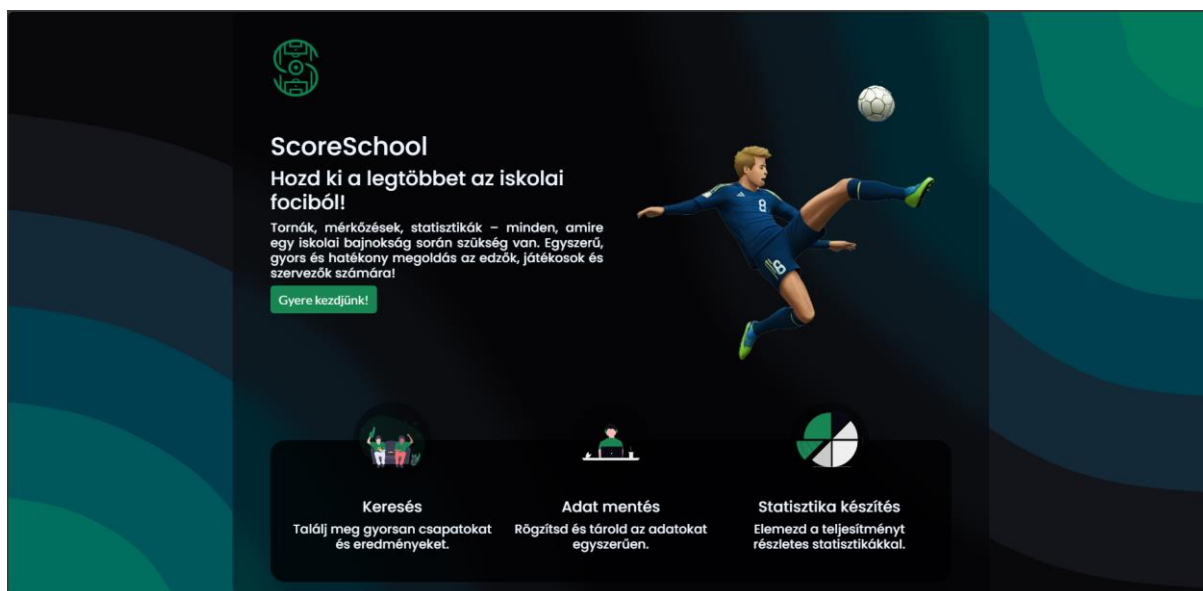 ScoreSchool
Hozd ki a legtöbbet az iskolai
fociból!
Tornák, mérkőzések, statisztikák – minden, amire
egy iskolai bajnokság során szükség van. Egyszerű,
gyors és hatékony megoldás az edzők, játékosok és
szervezők számára!
Gyere kezdjünk!
8
8
Keresés
Találj meg gyorsan csapatokat
és eredményeket.
Adat mentés
Rögzítsd és tárold az adatokat
egyszerűen.
Statisztika készítés
Elemezd a teljesítményt
részletes statisztikákkal.